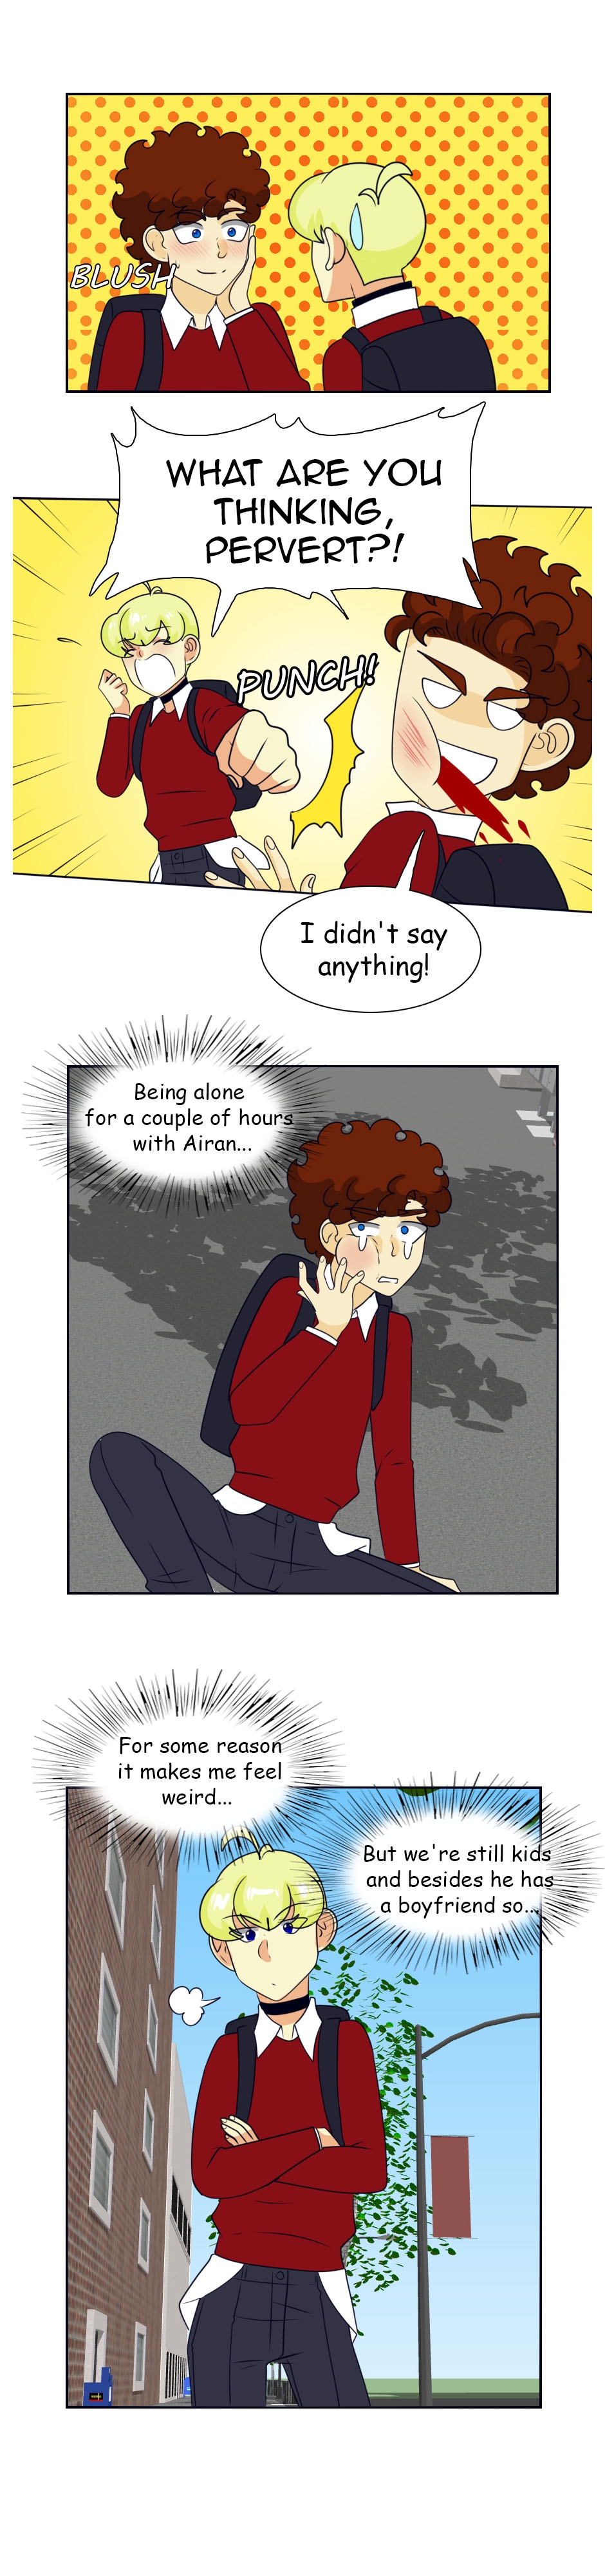 BLUSH
WHAT ARE YOU
THINKING,
PERVERT?!
PUNCH!
I didn't say
anything!
Being alone
for a couple of hours
with Airan...
For some reason
it makes me feel
weird...
But we're still kids
and besides he has
a boyfriend so...